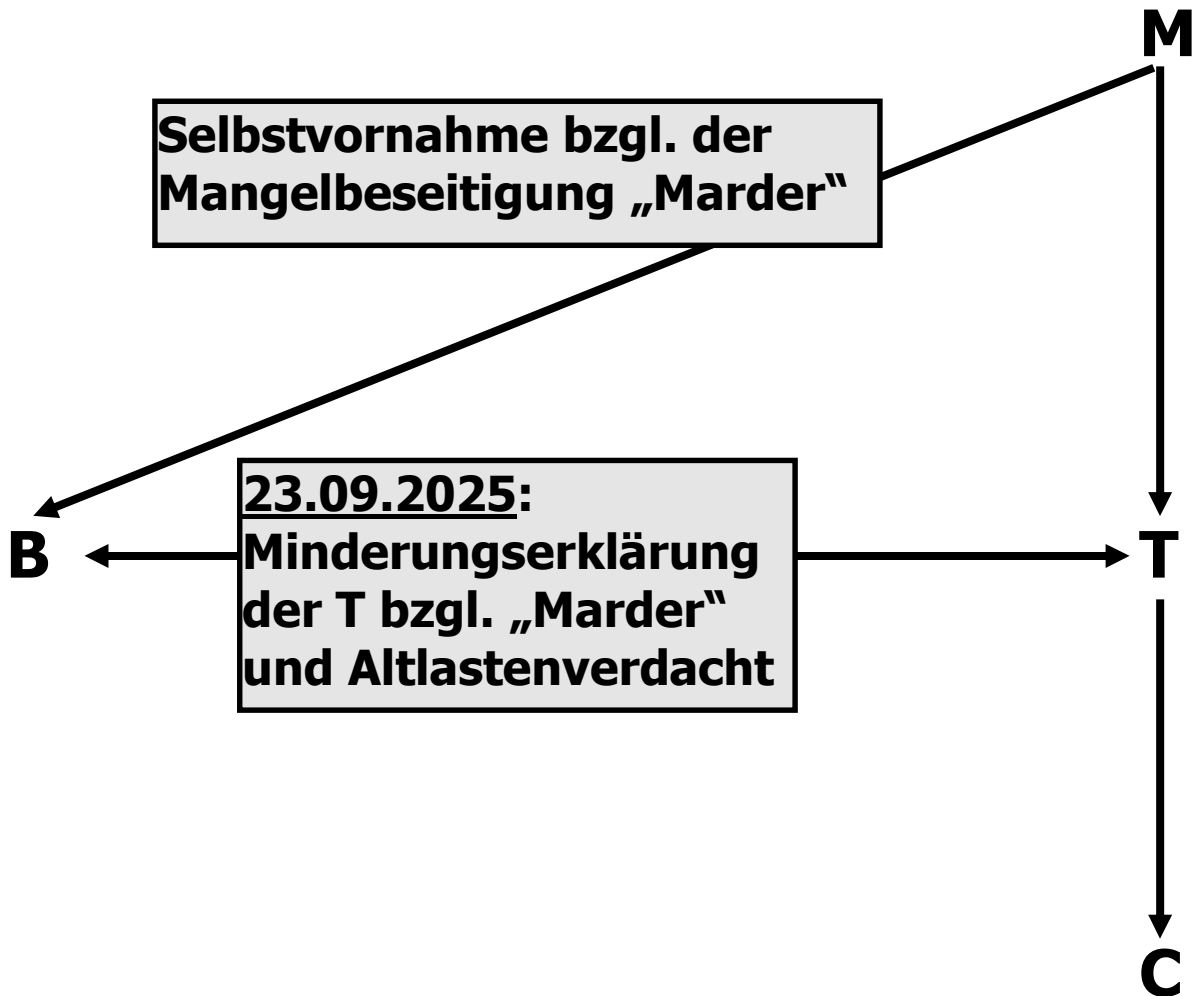 M
Selbstvornahme bzgl. der
Mangelbeseitigung „Marder‟
23.09.2025:
Minderungserklärung
der T bzgl. „Marder‟
und Altlastenverdacht
B
T
C